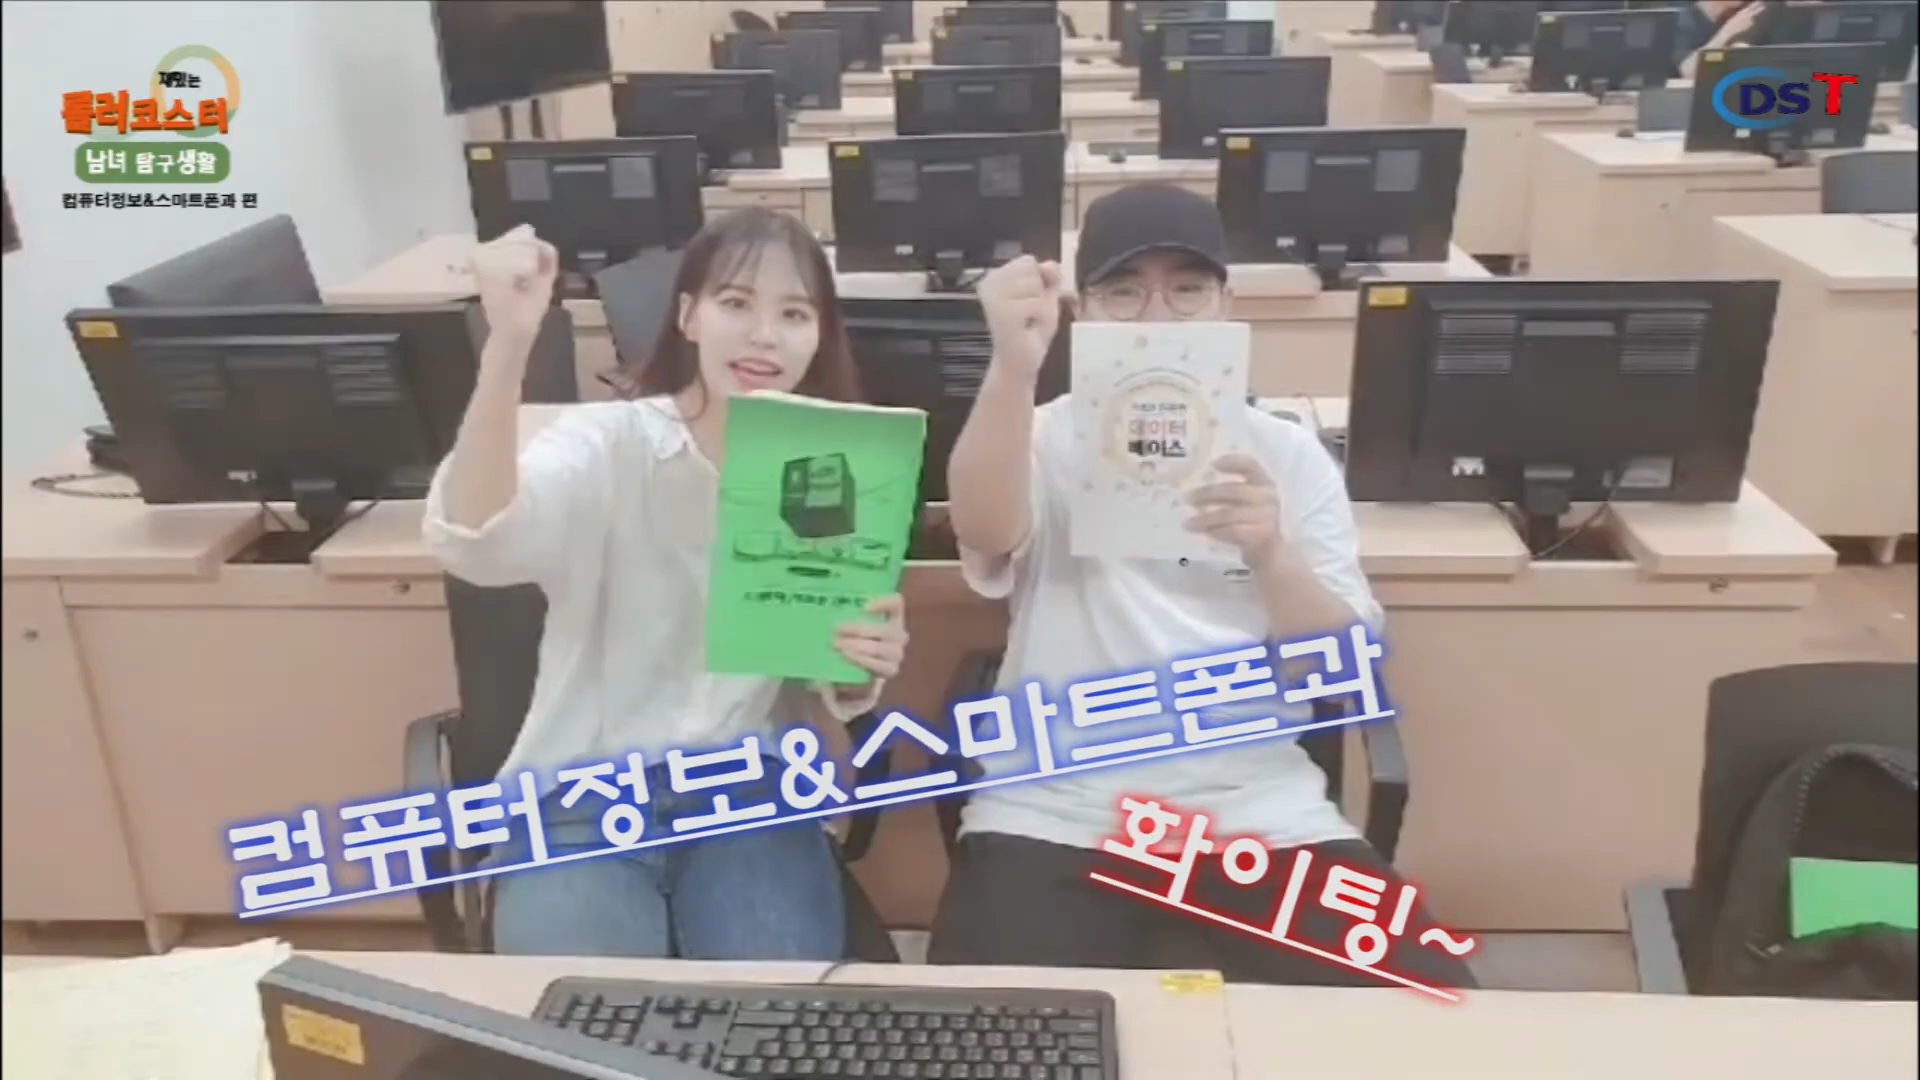 재밌는
롤러코스터
남녀 탐구생활
컴퓨터정보&스마트폰과 편
DST
데이터
베이스
컴퓨터정보&스마트폰과
화이팅~